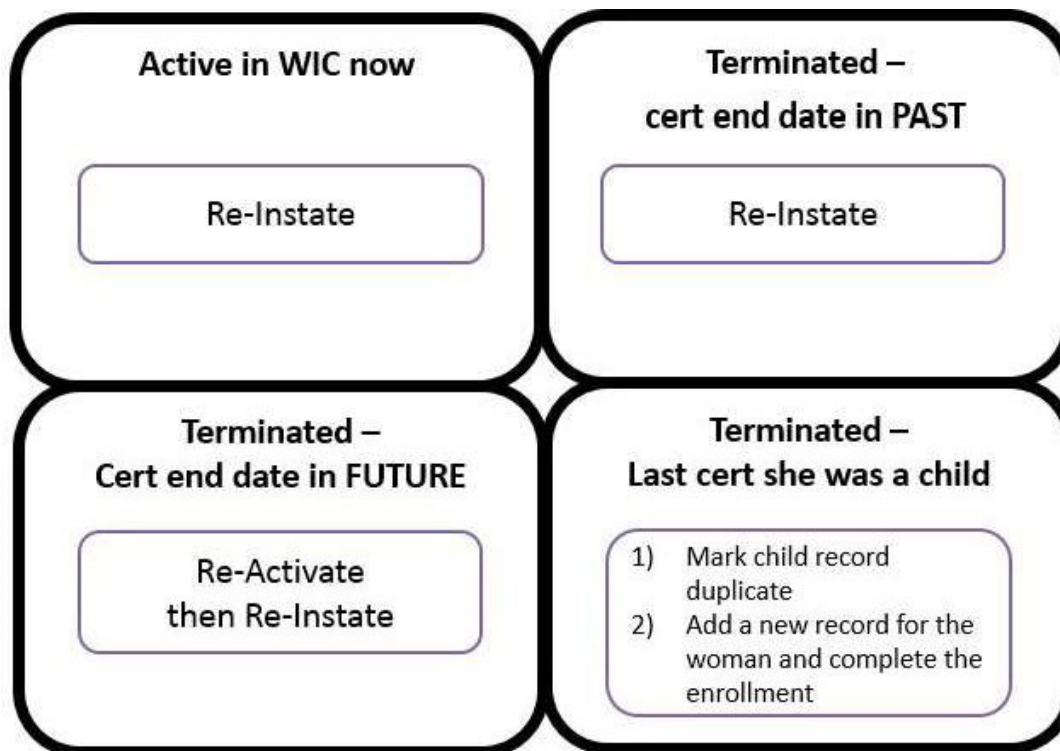 Active in WIC now
Re-Instate
Terminated –
cert end date in PAST
Re-Instate
Terminated –
Cert end date in FUTURE
Re-Activate
then Re-Instate
Terminated –
Last cert she was a child
1) Mark child record
duplicate
2) Add a new record for the
woman and complete the
enrollment